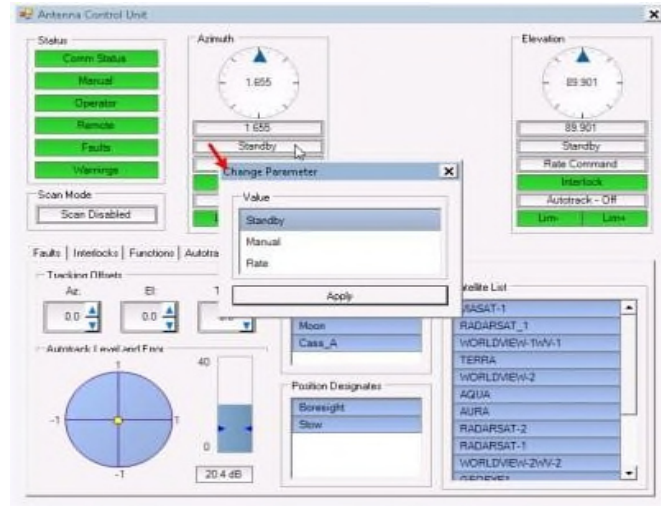 Antenna Control Unit
Status
Comm Status
Manual
Operator
Remote
Faults
Warnings
Scan Mode
Scan Disabled
Azimuth
1.655
1.655
Standby
Elevation
89.901
89.901
Standby
Rate Command
Interlock
Autotrack - Off
Lim- Lim+
Change Parameter
Value
Standby
Manual
Rate
Apply
Faults Interlocks Functions
Tracking Offsets
Az: El:
0.0 0.0
Autotrack Level and Error
1
-1 1
-1
40
0
20.4 dB
Moon
Cass_A
Position Designates
Boresight
Stow
VIASAT-1
RADARSAT_1
WORLDVIEW-1WV-1
TERRA
WORLDVIEW-2
AQUA
AURA
RADARSAT-2
RADARSAT-1
WORLDVIEW-2WV-2